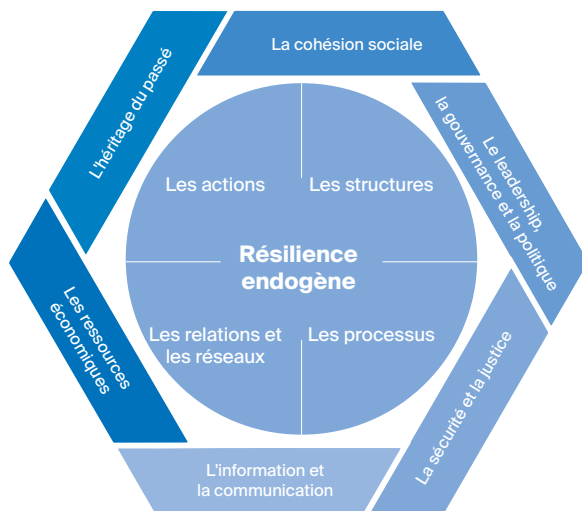 La cohésion sociale
Le leadership,
la gouvernance et la politique
La sécurité et la justice
L'information et
la communication
Les ressources
économiques
L'héritage du passé
Les actions
Les structures
Résilience
endogène
Les relations et
les réseaux
Les processus